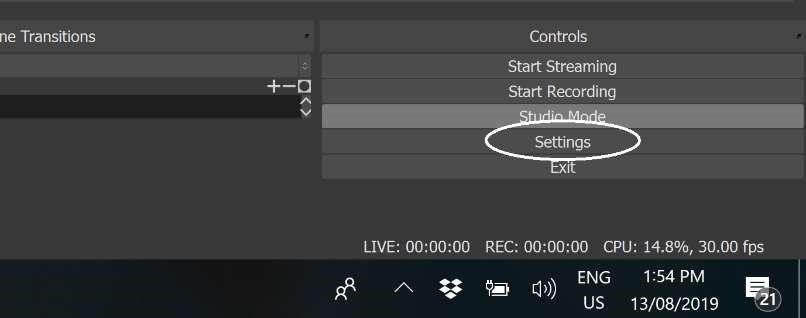 ne Transitions
Controls
Start Streaming
Start Recording
Studio Mode
Settings
Exit
LIVE: 00:00:00 REC: 00:00:00 CPU: 14.8%, 30.00 fps
ENG 1:54 PM
US 13/08/2019
21